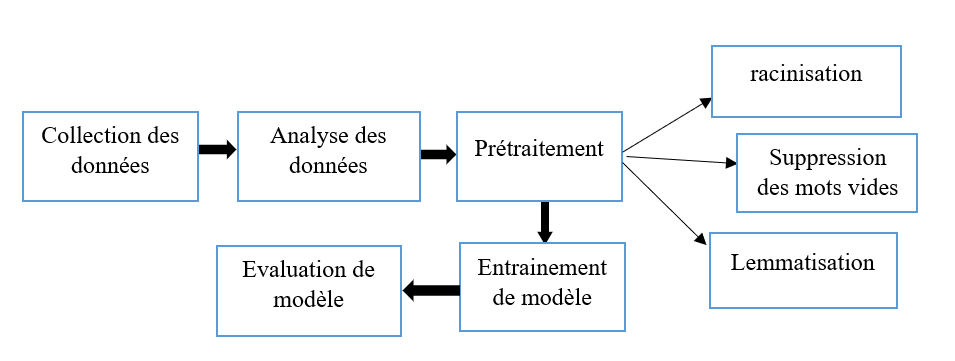 Collection des
données
Analyse des
données
Prétraitement
racinisation
Suppression
des mots vides
Lemmatisation
Entrainement
de modèle
Evaluation de
modèle